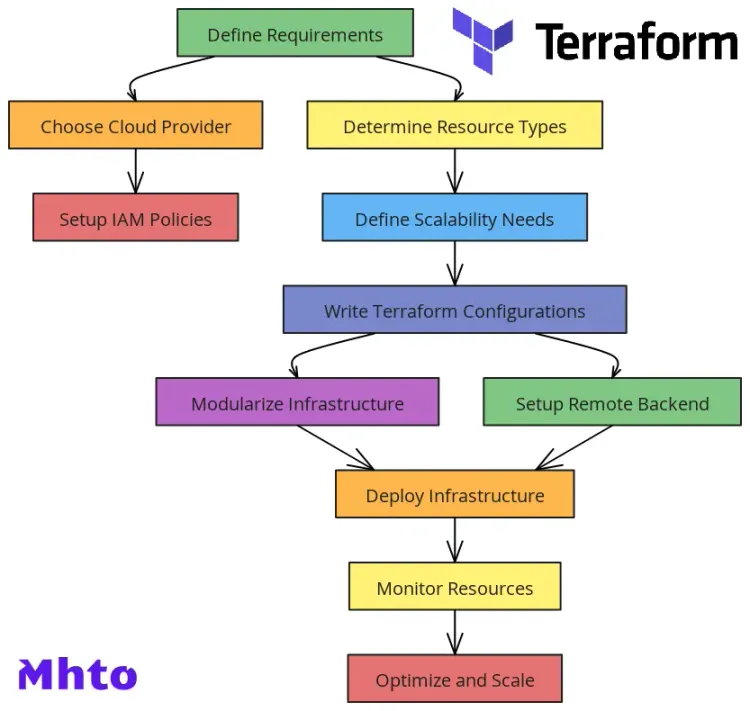 Define Requirements
Terraform
Choose Cloud Provider
Determine Resource Types
Setup IAM Policies
Define Scalability Needs
Write Terraform Configurations
Modularize Infrastructure
Setup Remote Backend
Deploy Infrastructure
Monitor Resources
Mhto
Optimize and Scale